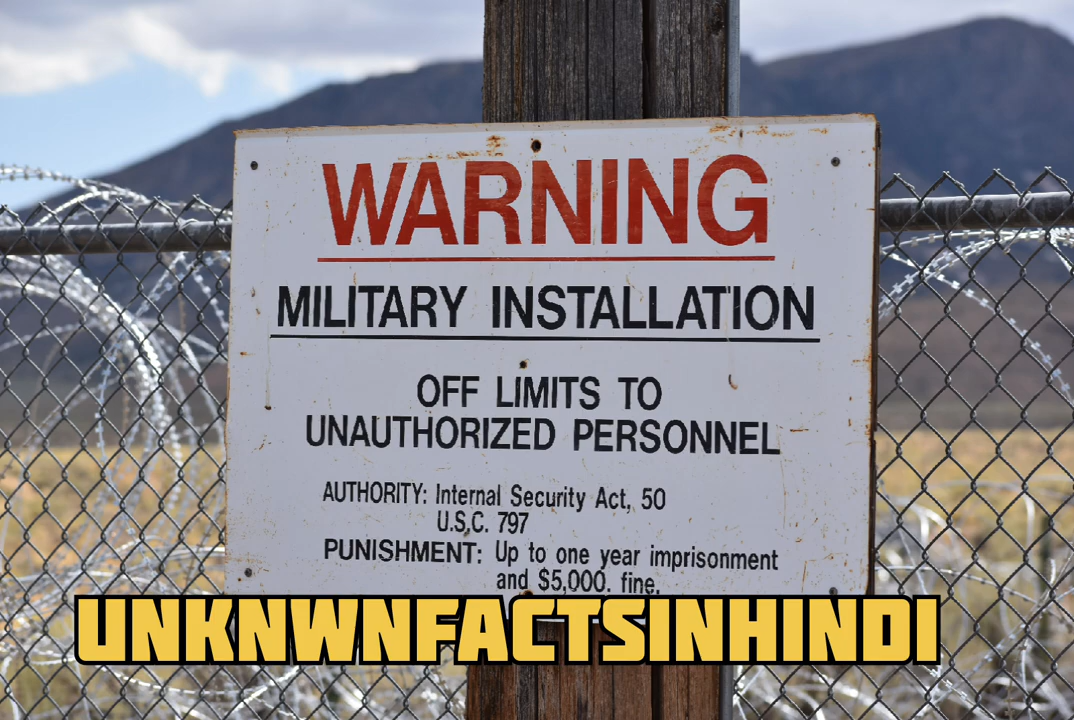 WARNING
MILITARY INSTALLATION
OFF LIMITS TO
UNAUTHORIZED PERSONNEL
AUTHORITY: Internal Security Act, 50
U.S.C. 797
PUNISHMENT: Up to one year imprisonment
and $5,000. fine.
UNKNWNFACTSINHINDI